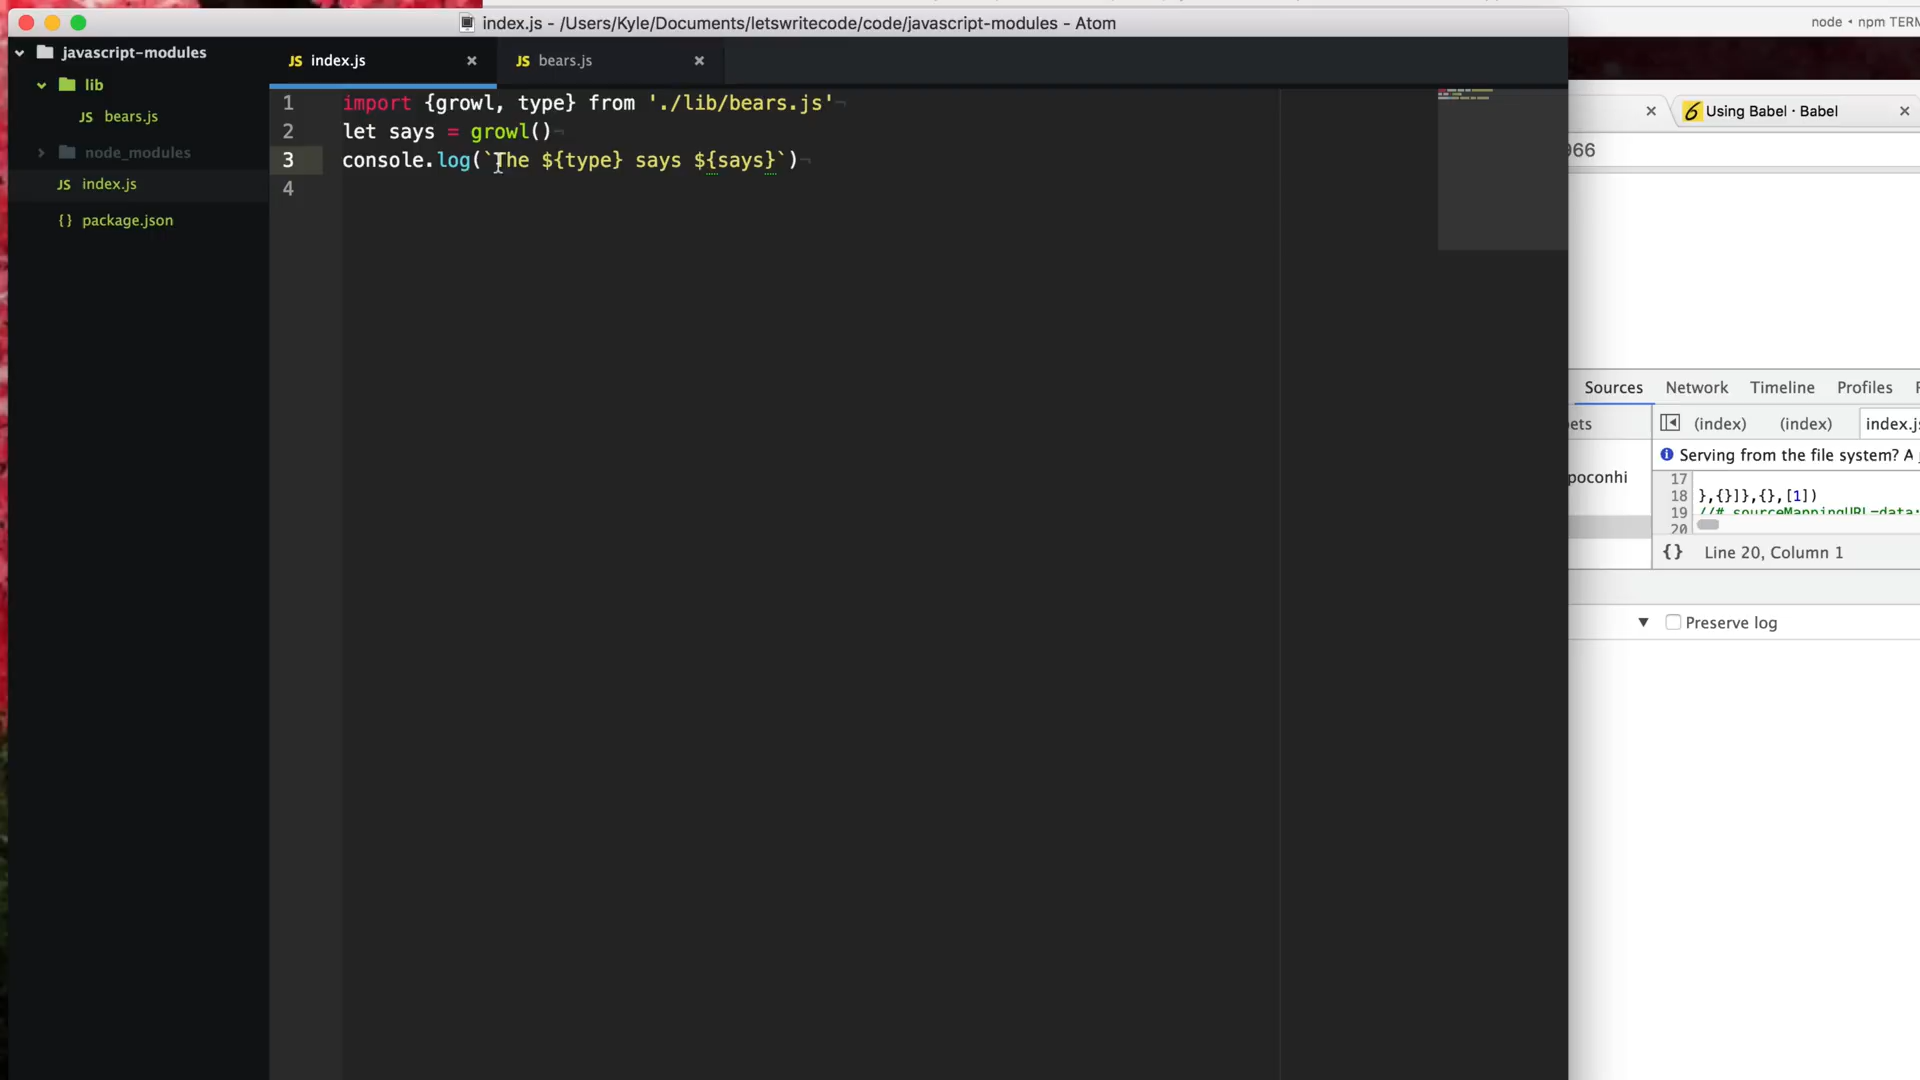 index.js - /Users/Kyle/Documents/letswritecode/code/javascript-modules - Atom
node • npm TERM
javascript-modules
lib
JS bears.js
node_modules
JS index.js
{} package.json
JS index.js ×
JS bears.js ×
1 import {growl, type} from './lib/bears.js'¬
2 let says = growl()¬
3 console.log(`The ${type} says ${says}`)¬
4
× 6 Using Babel · Babel ×
966
Sources Network Timeline Profiles
(index) (index) index.js
Serving from the file system? A
17
18 },{}]},{},[1])
19 //# sourceMappingURL=data:
20
{} Line 20, Column 1
▼ Preserve log